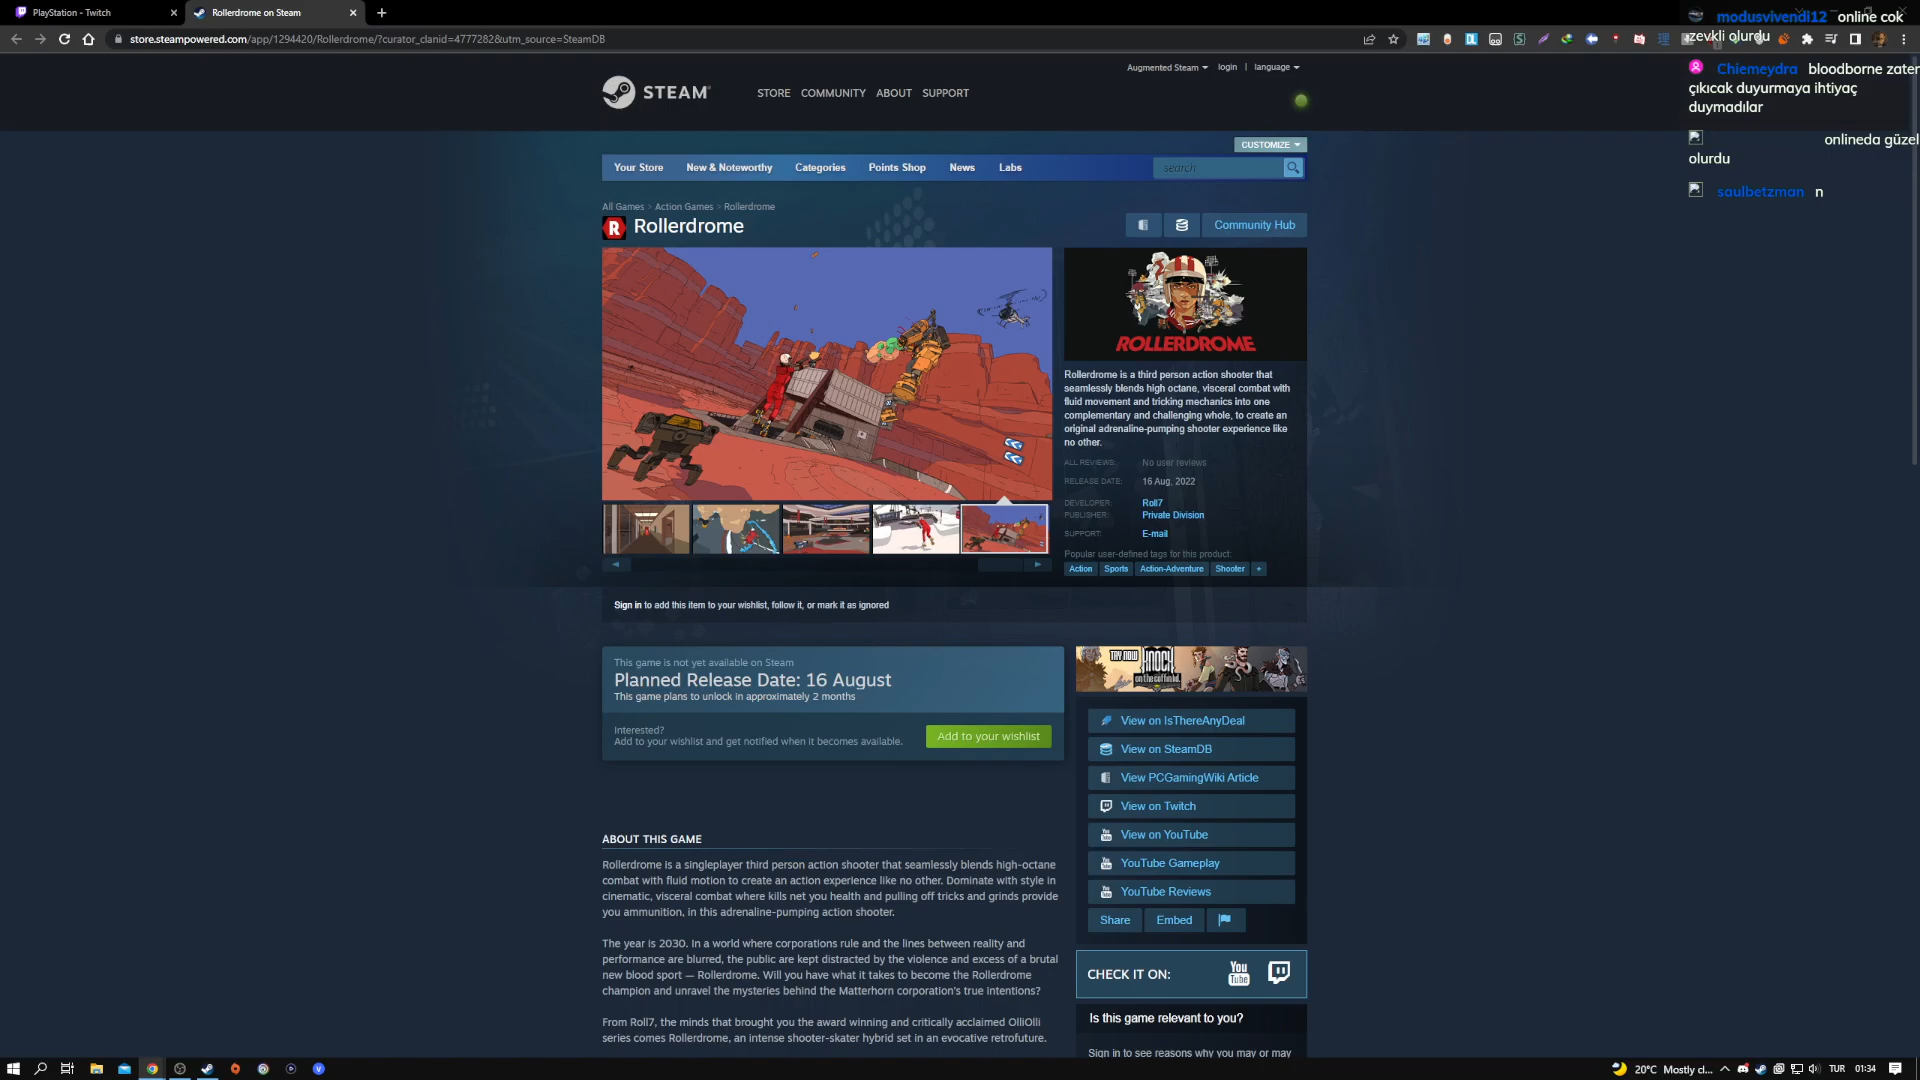 PlayStation - Twitch
Rollerdrome on Steam
store.steampowered.com/app/1294420/Rollerdrome/?curator_clanid=4777282&utm_source=SteamDB
modusvivendi12 online cok
zevkli olurdu
Chiemeydra bloodborne zaten
çıkıcak duyurmaya ihtiyaç
duymadılar
onlineda güzel
olurdu
saulbetzman n
Augmented Steam
login
language
STEAM
STORE
COMMUNITY
ABOUT
SUPPORT
CUSTOMIZE
Your Store
New & Noteworthy
Categories
Points Shop
News
Labs
search
All Games > Action Games > Rollerdrome
R
Rollerdrome
Community Hub
ROLLERDROME
Rollerdrome is a third person action shooter that
seamlessly blends high octane, visceral combat with
fluid movement and tricking mechanics into one
complementary and challenging whole, to create an
original adrenaline-pumping shooter experience like
no other.
ALL REVIEWS: No user reviews
RELEASE DATE: 16 Aug, 2022
DEVELOPER: Roll7
PUBLISHER: Private Division
SUPPORT: E-mail
Popular user-defined tags for this product:
Action
Sports
Action-Adventure
Shooter
+
Sign in to add this item to your wishlist, follow it, or mark it as ignored
This game is not yet available on Steam
Planned Release Date: 16 August
This game plans to unlock in approximately 2 months
Interested?
Add to your wishlist and get notified when it becomes available.
Add to your wishlist
TRY NOW
KNOCK
on the coffin lid
View on IsThereAnyDeal
View on SteamDB
View PCGamingWiki Article
View on Twitch
View on YouTube
YouTube Gameplay
YouTube Reviews
Share
Embed
CHECK IT ON:
You
Tube
Is this game relevant to you?
Sign in to see reasons why you may or may
ABOUT THIS GAME
Rollerdrome is a singleplayer third person action shooter that seamlessly blends high-octane
combat with fluid motion to create an action experience like no other. Dominate with style in
cinematic, visceral combat where kills net you health and pulling off tricks and grinds provide
you ammunition, in this adrenaline-pumping action shooter.
The year is 2030. In a world where corporations rule and the lines between reality and
performance are blurred, the public are kept distracted by the violence and excess of a brutal
new blood sport — Rollerdrome. Will you have what it takes to become the Rollerdrome
champion and unravel the mysteries behind the Matterhorn corporation's true intentions?
From Roll7, the minds that brought you the award winning and critically acclaimed OlliOlli
series comes Rollerdrome, an intense shooter-skater hybrid set in an evocative retrofuture.
20°C Mostly cl...
TUR
01:34